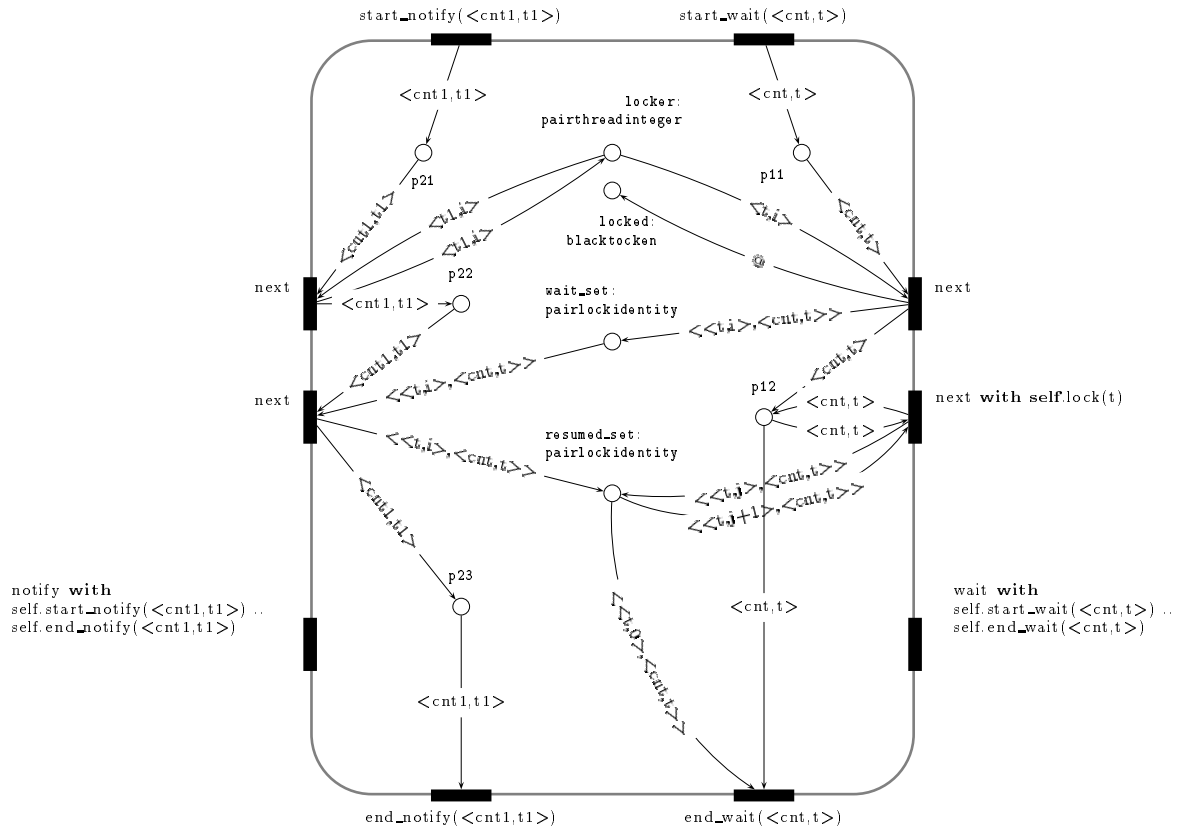 start_notify(<cnt1,t1>)
start_wait(<cnt,t>)
<cnt1,t1>
<cnt,t>
locker:
pairthreadinteger
p21
p11
<cnt1,t1>
<t1,i>
<t1,i>
<t,i>
<cnt,t>
locked:
blacktocken
@
next
p22
<cnt1,t1>
wait_set:
pairlockidentity
next
<<t,i>,<cnt,t>>
<cnt1,t1>
<<t,i>,<cnt,t>>
<cnt,t>
p12
next
<cnt,t>
next with self.lock(t)
<cnt,t>
resumed_set:
pairlockidentity
<<t,i>,<cnt,t>>
<<t,j>,<cnt,t>>
<<t,j+1>,<cnt,t>>
<cnt1,t1>
p23
notify with
self.start_notify(<cnt1,t1>) ..
self.end_notify(<cnt1,t1>)
<<t,0>,<cnt,t>>
<cnt,t>
wait with
self.start_wait(<cnt,t>) ..
self.end_wait(<cnt,t>)
<cnt1,t1>
end_notify(<cnt1,t1>)
end_wait(<cnt,t>)